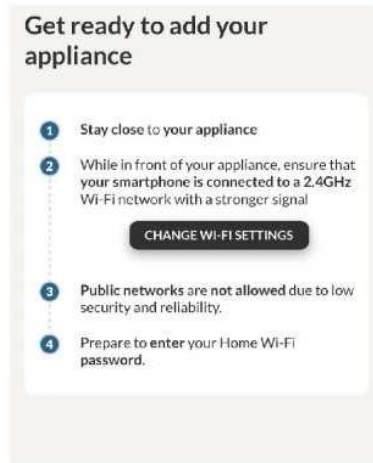 Get ready to add your
appliance
1 Stay close to your appliance
2 While in front of your appliance, ensure that
your smartphone is connected to a 2,4GHz
Wi-Fi network with a stronger signal
CHANGE WI-FI SETTINGS
3 Public networks are not allowed due to low
security and reliability.
4 Prepare to enter your Home Wi-Fi
password.